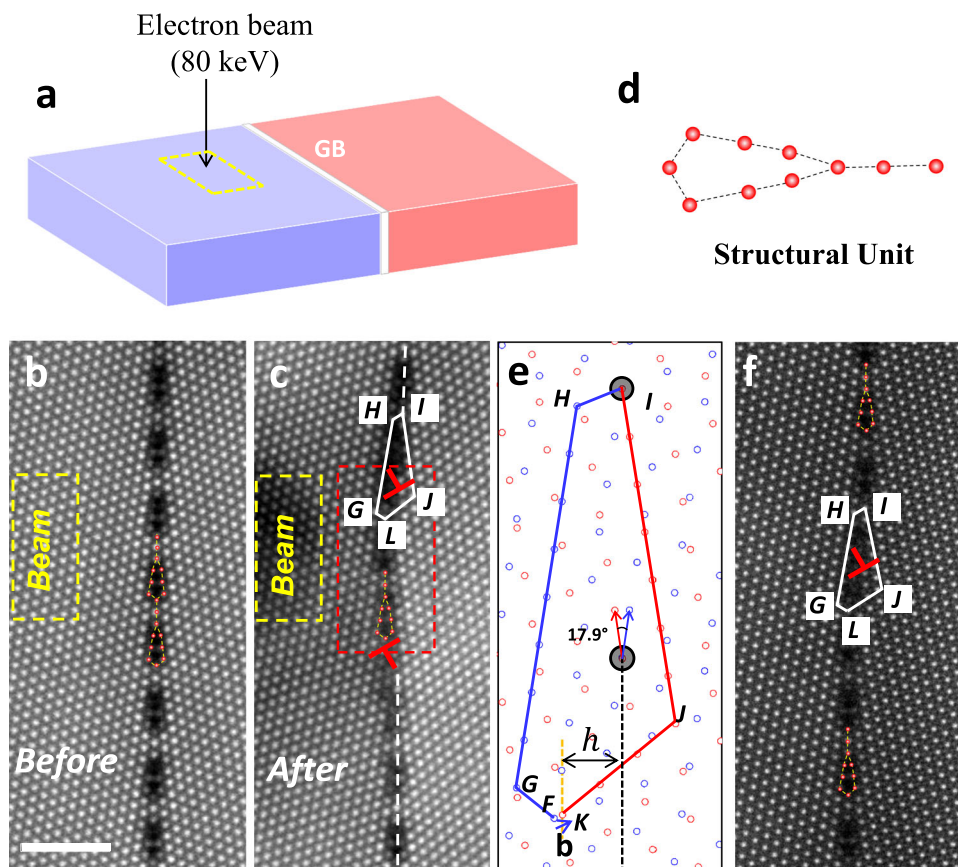 Electron beam
(80 keV)
a
GB
d
Structural Unit
b
Beam
Before
c
H
I
G
J
L
Beam
After
e
H
I
17.9°
J
h
G
F
K
b
f
H
I
G
J
L